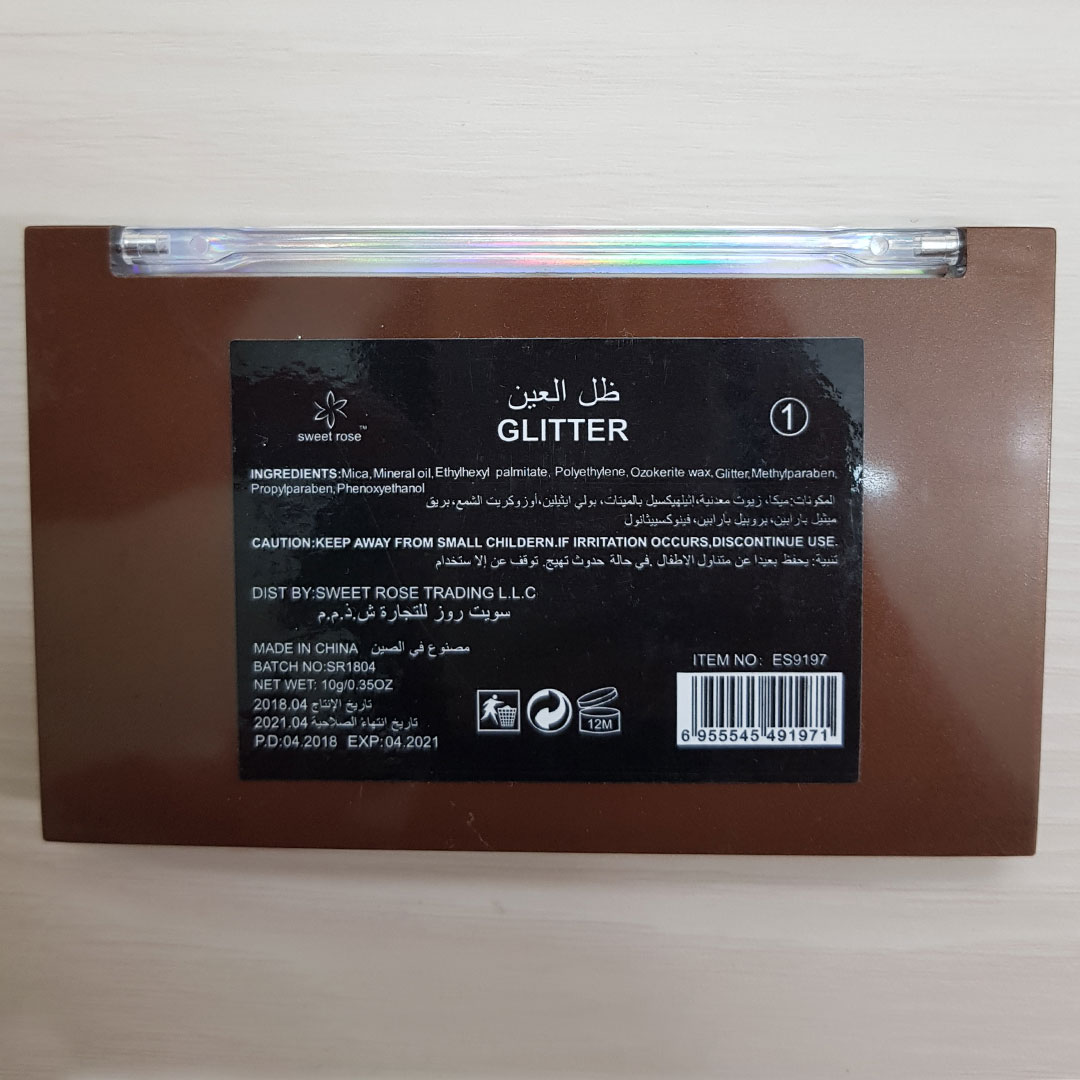 ظل العين
sweet rose™
GLITTER
1
INGREDIENTS:Mica,Mineral oil,Ethylhexyl palmitate, Polyethylene,Ozokerite wax,Glitter,Methylparaben,
Propylparaben,Phenoxyethanol
المكونات:ميكا، زيوت معدنية،إثيلهيكسيل بالميتات، بولي ايثيلين،أوزوكريت الشمع، بريق
ميثيل بارابين، بروبيل بارابين، فينوكسييثانول
CAUTION:KEEP AWAY FROM SMALL CHILDERN.IF IRRITATION OCCURS,DISCONTINUE USE.
تنبية: يحفظ بعيدا عن متناول الاطفال .في حالة حدوث تهيج. توقف عن إلا ستخدام
DIST BY:SWEET ROSE TRADING L.L.C
سويت روز للتجارة ش.ذ.م.م
MADE IN CHINA مصنوع في الصين
BATCH NO:SR1804
NET WET: 10g/0.35OZ
2018.04 تاريخ الإنتاج
2021.04 تاريخ انتهاء الصلاحية
P.D:04.2018 EXP:04.2021
12M
ITEM NO: ES9197
6 955545 491971